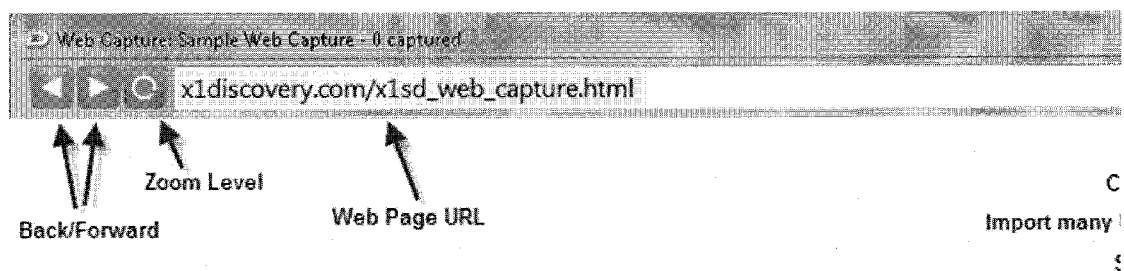 Web Capture: Sample Web Capture - 0 captured
x1discovery.com/x1sd_web_capture.html
Zoom Level
Back/Forward
Web Page URL
C
Import many
S